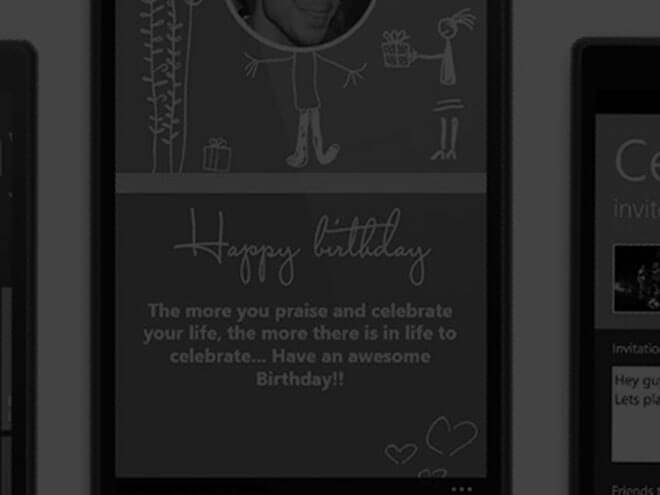 Happy birthday
The more you praise and celebrate
your life, the more there is in life to
celebrate... Have an awesome
Birthday!!
Ce
invit
Invitatio
Hey gu
Lets pla
Friends